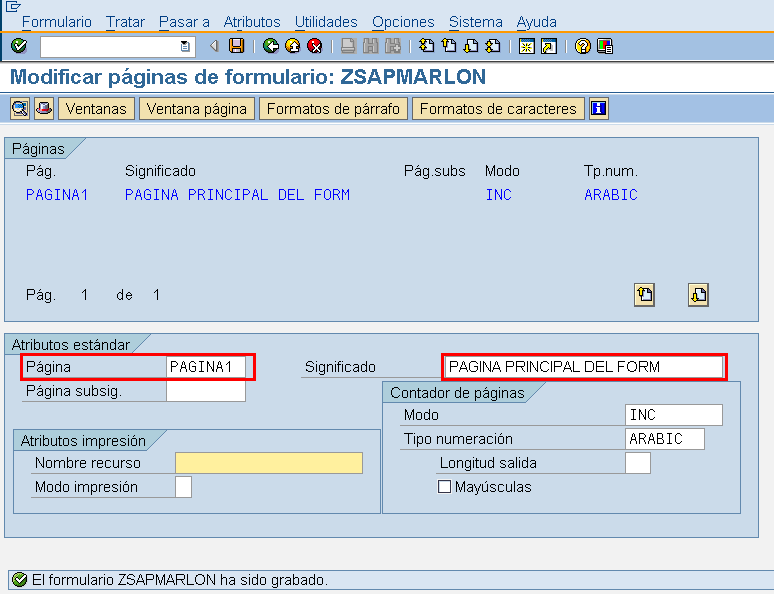 Formulario Tratar Pasar a Atributos Utilidades Opciones Sistema Ayuda
Modificar páginas de formulario: ZSAPMARLON
Ventanas Ventana página Formatos de párrafo Formatos de caracteres
Páginas
Pág. Significado Pág.subs Modo Tp.num.
PAGINA1 PAGINA PRINCIPAL DEL FORM INC ARABIC
Pág. 1 de 1
Atributos estándar
Página PAGINA1 Significado PAGINA PRINCIPAL DEL FORM
Página subsig.
Contador de páginas
Modo INC
Tipo numeración ARABIC
Longitud salida
Mayúsculas
Atributos impresión
Nombre recurso
Modo impresión
El formulario ZSAPMARLON ha sido grabado.